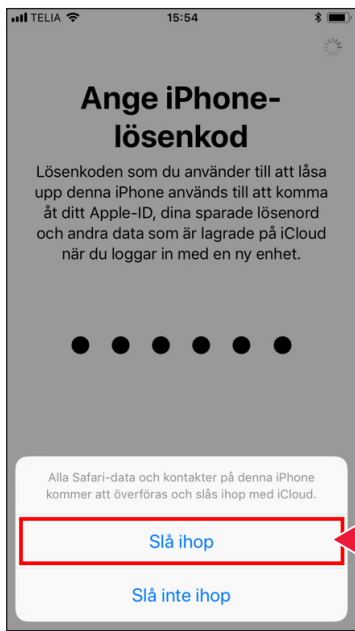 TELIA 15:54
Ange iPhone-
lösenkod
Lösenkoden som du använder till att låsa
upp denna iPhone används till att komma
åt ditt Apple-ID, dina sparade lösenord
och andra data som är lagrade på iCloud
när du loggar in med en ny enhet.
Alla Safari-data och kontakter på denna iPhone
kommer att överföras och slås ihop med iCloud.
Slå ihop
Slå inte ihop